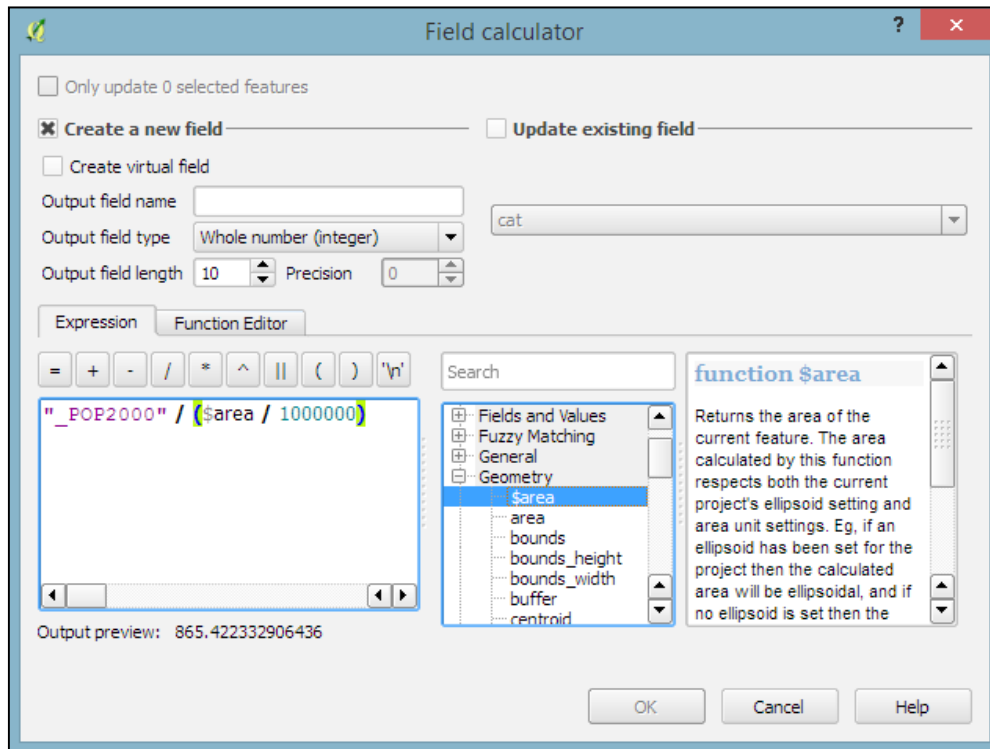 Field calculator
?
Only update 0 selected features
Create a new field
Update existing field
Create virtual field
Output field name
cat
Output field type Whole number (integer)
Output field length 10 Precision 0
Expression Function Editor
= + - / * ^ || ( ) '\n'
"_POP2000" / ($area / 1000000)
Output preview: 865.422332906436
Search
Fields and Values
Fuzzy Matching
General
Geometry
$area
area
bounds
bounds_height
bounds_width
buffer
centroid
function $area
Returns the area of the
current feature. The area
calculated by this function
respects both the current
project's ellipsoid setting and
area unit settings. Eg, if an
ellipsoid has been set for the
project then the calculated
area will be ellipsoidal, and if
no ellipsoid is set then the
OK Cancel Help